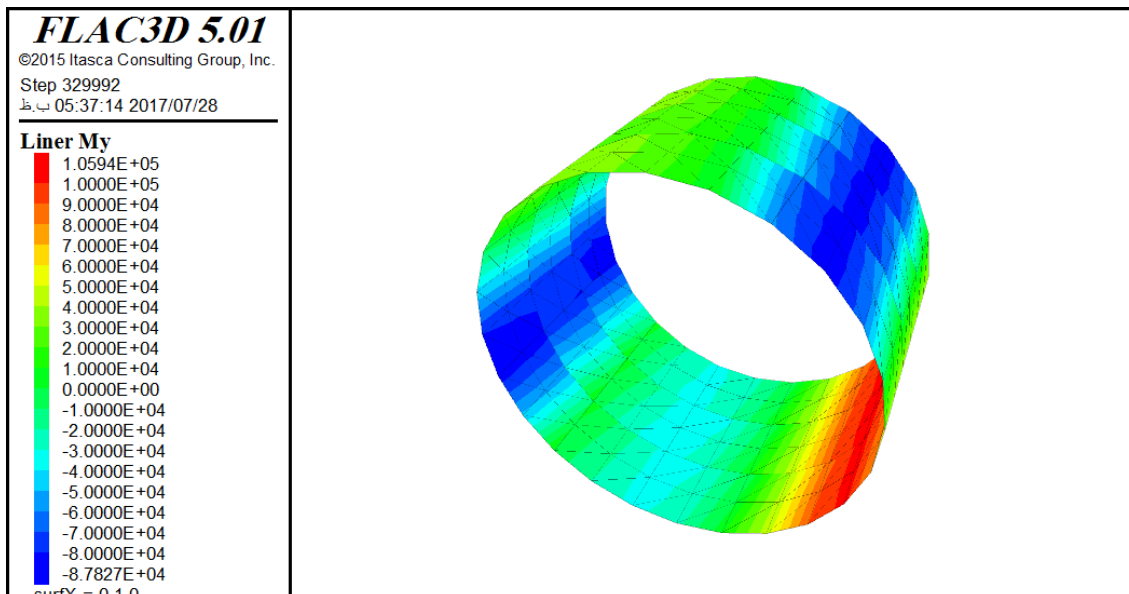 FLAC3D 5.01
©2015 Itasca Consulting Group, Inc.
Step 329992
ب.ظ 05:37:14 2017/07/28
Liner My
1.0594E+05
1.0000E+05
9.0000E+04
8.0000E+04
7.0000E+04
6.0000E+04
5.0000E+04
4.0000E+04
3.0000E+04
2.0000E+04
1.0000E+04
0.0000E+00
-1.0000E+04
-2.0000E+04
-3.0000E+04
-4.0000E+04
-5.0000E+04
-6.0000E+04
-7.0000E+04
-8.0000E+04
-8.7827E+04
surfX = 0,1,0